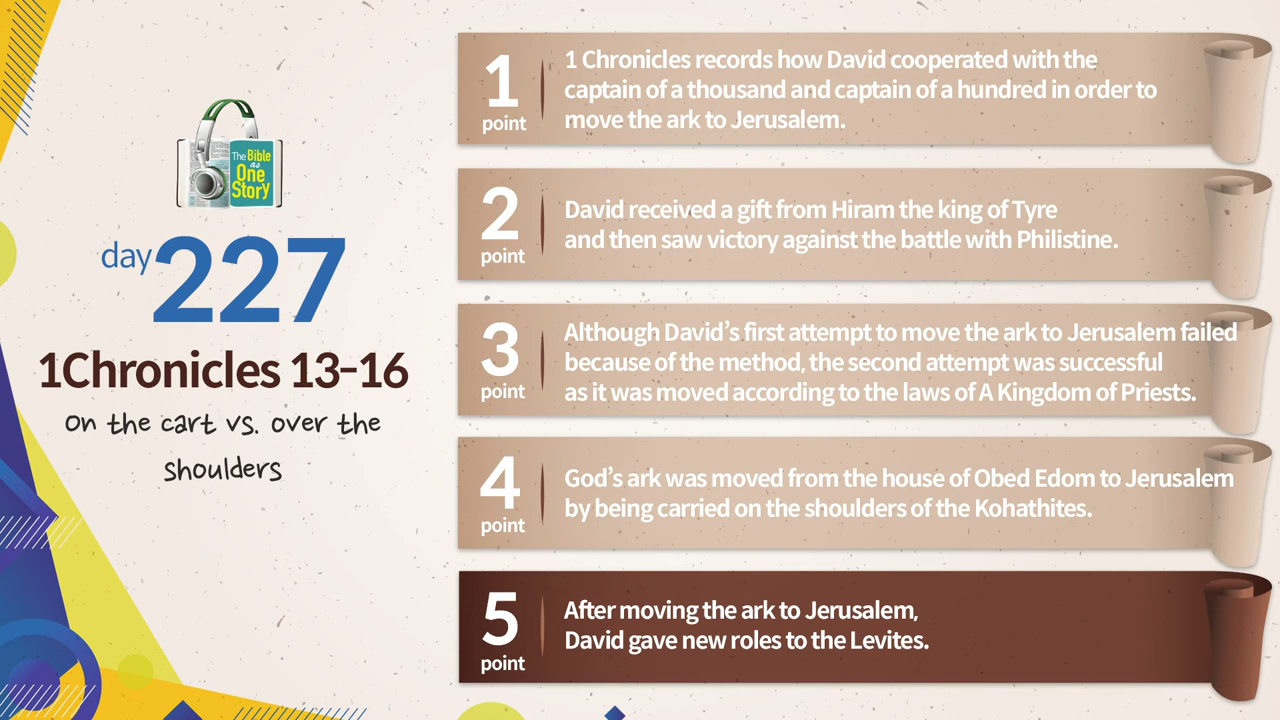 The Bible
as
One
Story
day 227
1Chronicles 13-16
on the cart vs. over the
shoulders
1
point
1 Chronicles records how David cooperated with the
captain of a thousand and captain of a hundred in order to
move the ark to Jerusalem.
2
point
David received a gift from Hiram the king of Tyre
and then saw victory against the battle with Philistine.
3
point
Although David’s first attempt to move the ark to Jerusalem failed
because of the method, the second attempt was successful
as it was moved according to the laws of A Kingdom of Priests.
4
point
God’s ark was moved from the house of Obed Edom to Jerusalem
by being carried on the shoulders of the Kohathites.
5
point
After moving the ark to Jerusalem,
David gave new roles to the Levites.